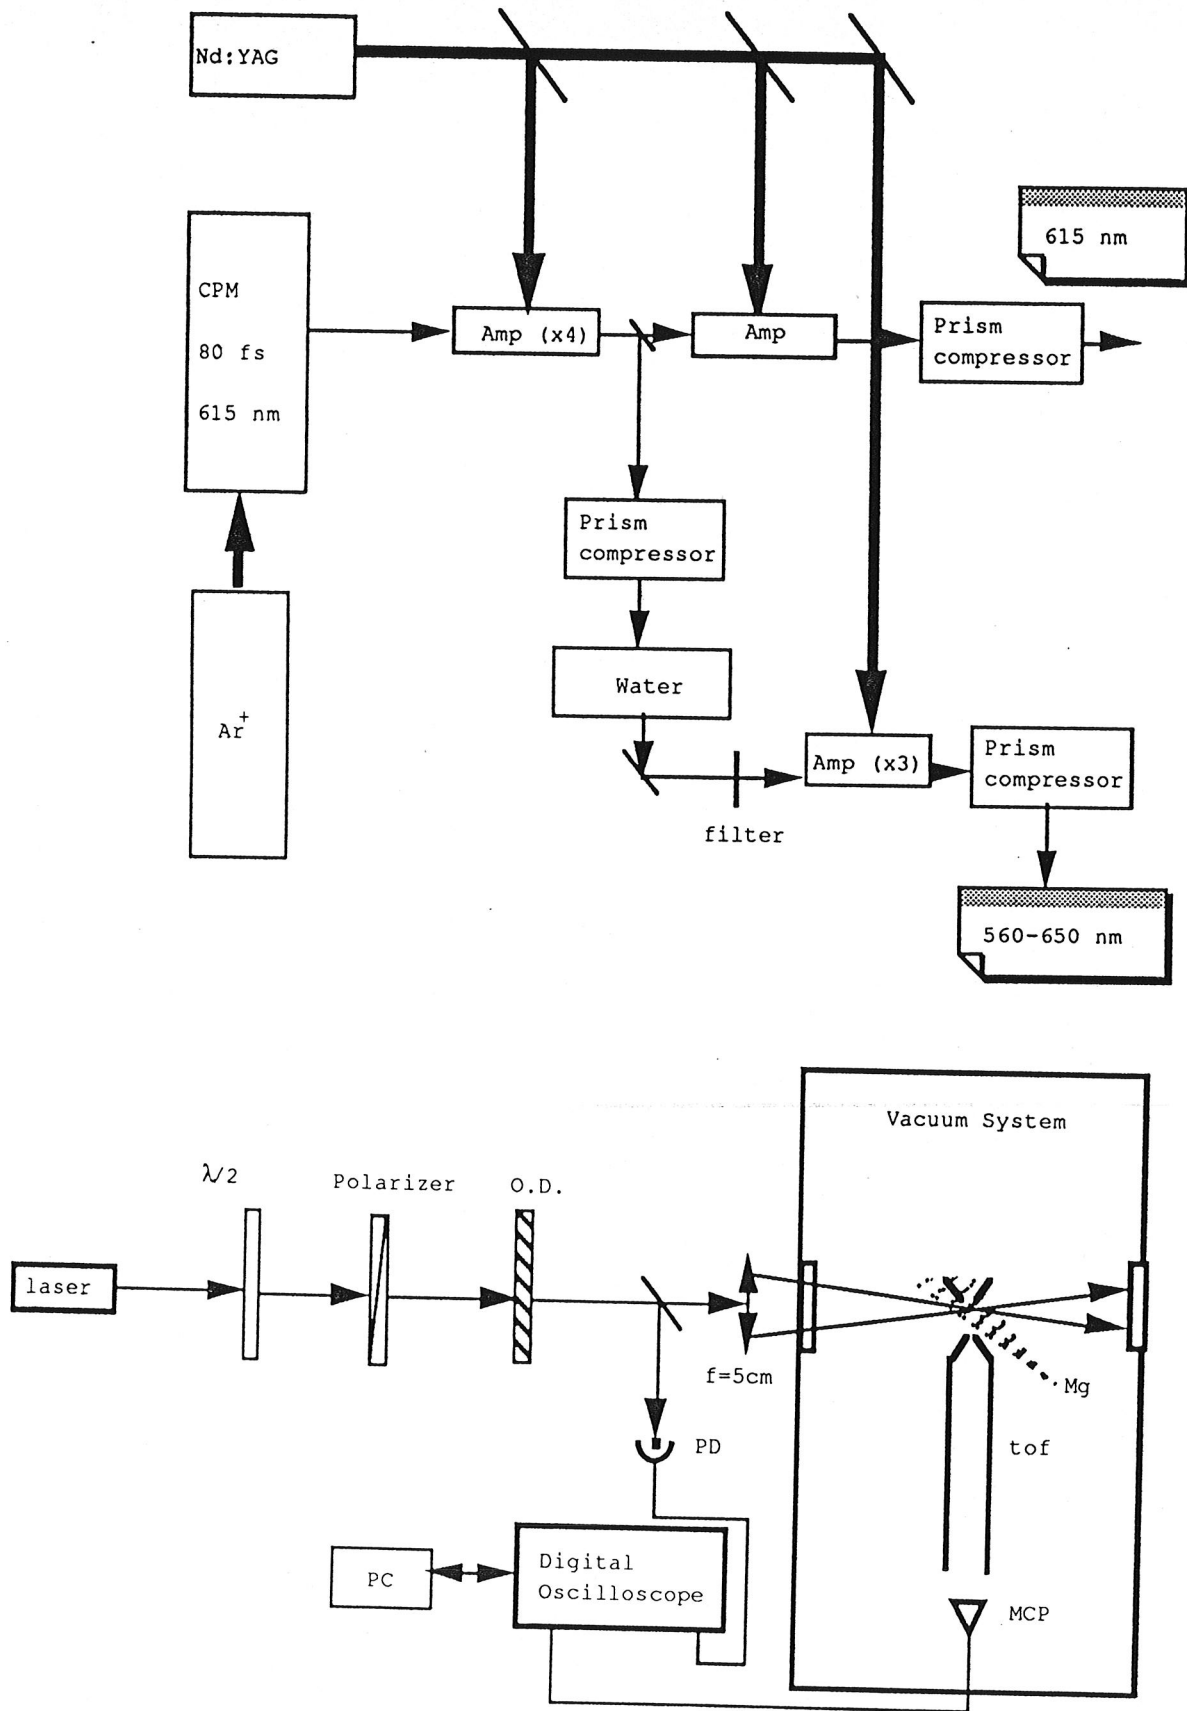 Nd:YAG
615 nm
CPM
80 fs
615 nm
Amp (x4)
Amp
Prism
compressor
Prism
compressor
Water
Ar+
Amp (x3)
Prism
compressor
filter
560-650 nm
Vacuum System
λ/2
Polarizer
O.D.
laser
f=5cm
Mg
PD
tof
PC
Digital
Oscilloscope
MCP